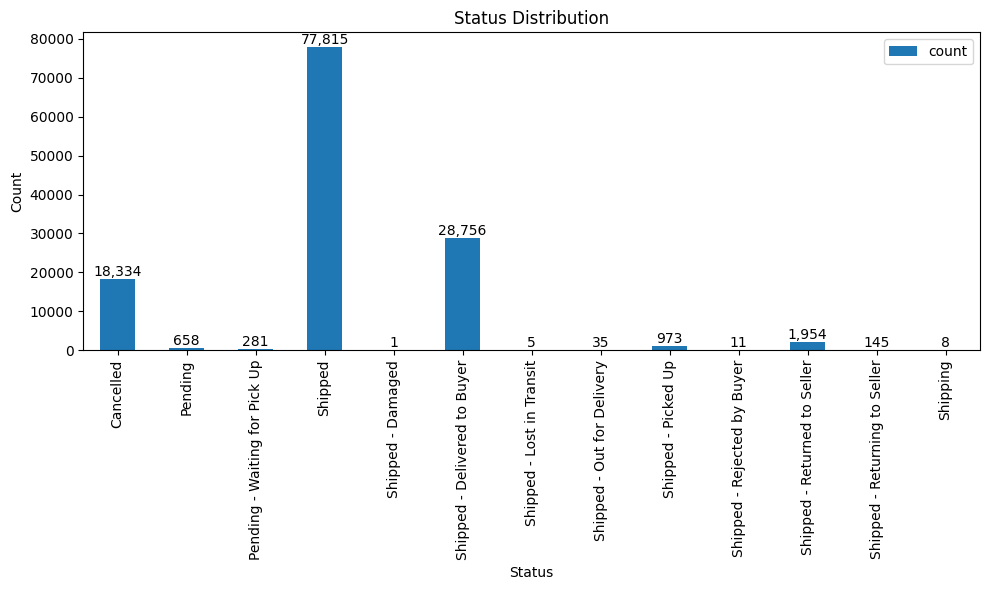 Status Distribution
count
Count
80000
70000
60000
50000
40000
30000
20000
10000
0
18,334
658
281
77,815
1
28,756
5
35
973
11
1,954
145
8
Cancelled
Pending
Pending - Waiting for Pick Up
Shipped
Shipped - Damaged
Shipped - Delivered to Buyer
Shipped - Lost in Transit
Shipped - Out for Delivery
Shipped - Picked Up
Shipped - Rejected by Buyer
Shipped - Returned to Seller
Shipped - Returning to Seller
Shipping
Status